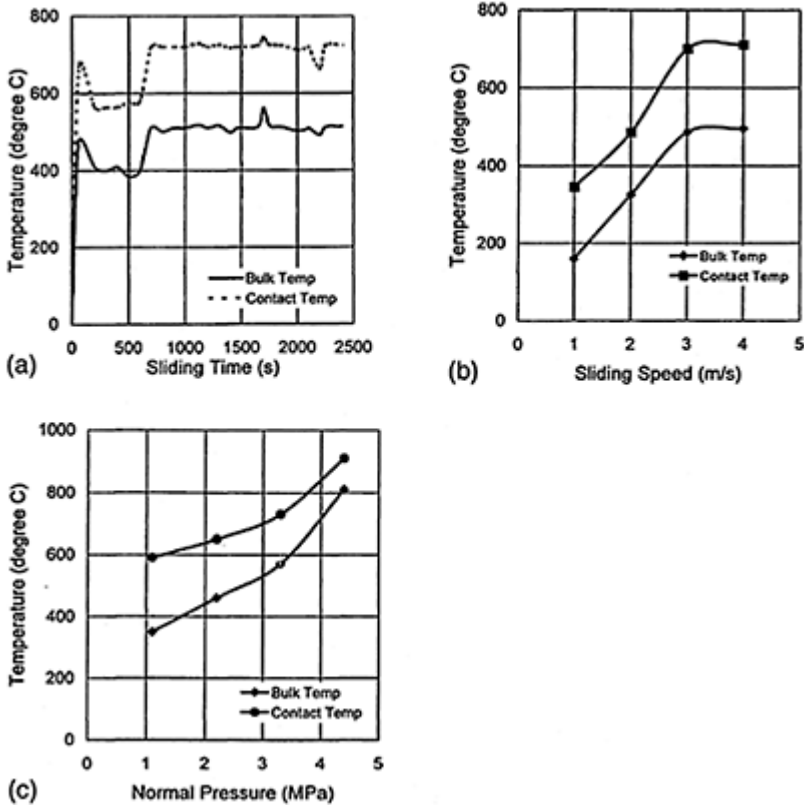 800
600
400
200
0
Temperature (degree C)
Bulk Temp
Contact Temp
0 500 1000 1500 2000 2500
Sliding Time (s)
(a)
800
600
400
200
0
Temperature (degree C)
Bulk Temp
Contact Temp
0 1 2 3 4 5
Sliding Speed (m/s)
(b)
1000
800
600
400
200
0
Temperature (degree C)
Bulk Temp
Contact Temp
0 1 2 3 4 5
Normal Pressure (MPa)
(c)